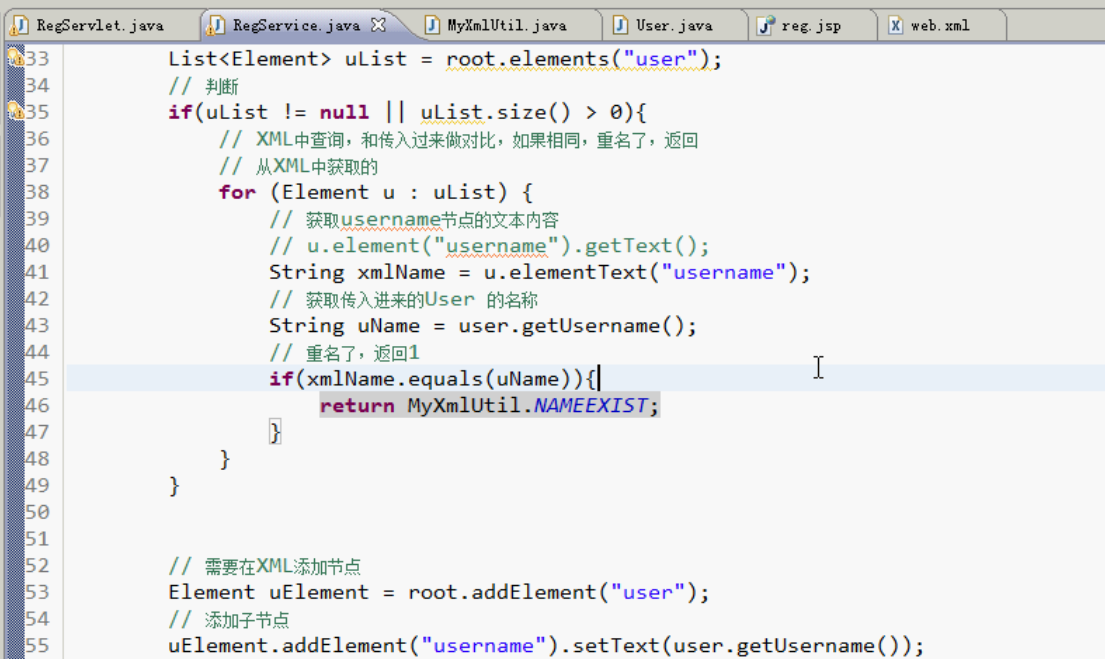 RegServlet.java RegService.java MyXmlUtil.java User.java reg.jsp web.xml
33 List<Element> uList = root.elements("user");
34 // 判断
35 if(uList != null || uList.size() > 0){
36 // XML中查询，和传入过来做对比，如果相同，重名了，返回
37 // 从XML中获取的
38 for (Element u : uList) {
39 // 获取username节点的文本内容
40 // u.element("username").getText();
41 String xmlName = u.elementText("username");
42 // 获取传入进来的User 的名称
43 String uName = user.getUsername();
44 // 重名了，返回1
45 if(xmlName.equals(uName)){
46 return MyXmlUtil.NAMEEXIST;
47 }
48 }
49 }
50
51
52 // 需要在XML添加节点
53 Element uElement = root.addElement("user");
54 // 添加子节点
55 uElement.addElement("username").setText(user.getUsername());